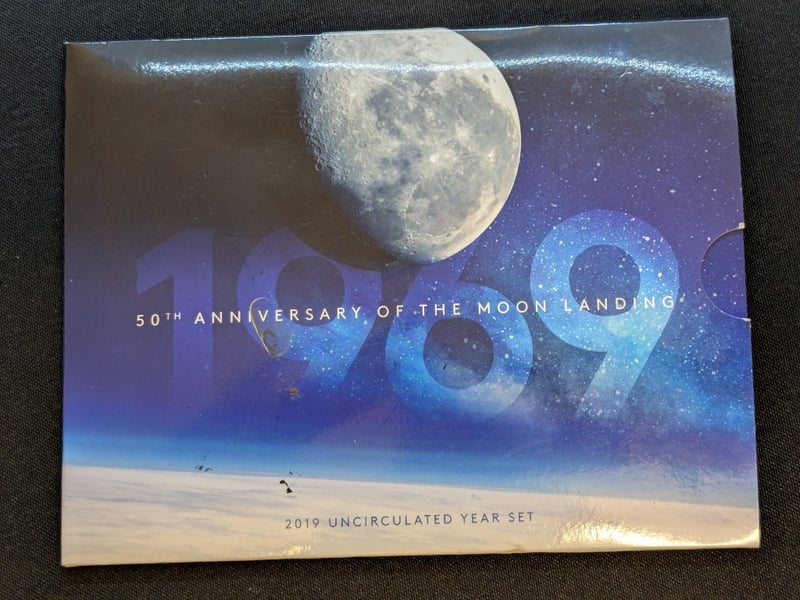 1969
50TH ANNIVERSARY OF THE MOON LANDING
2019 UNCIRCULATED YEAR SET